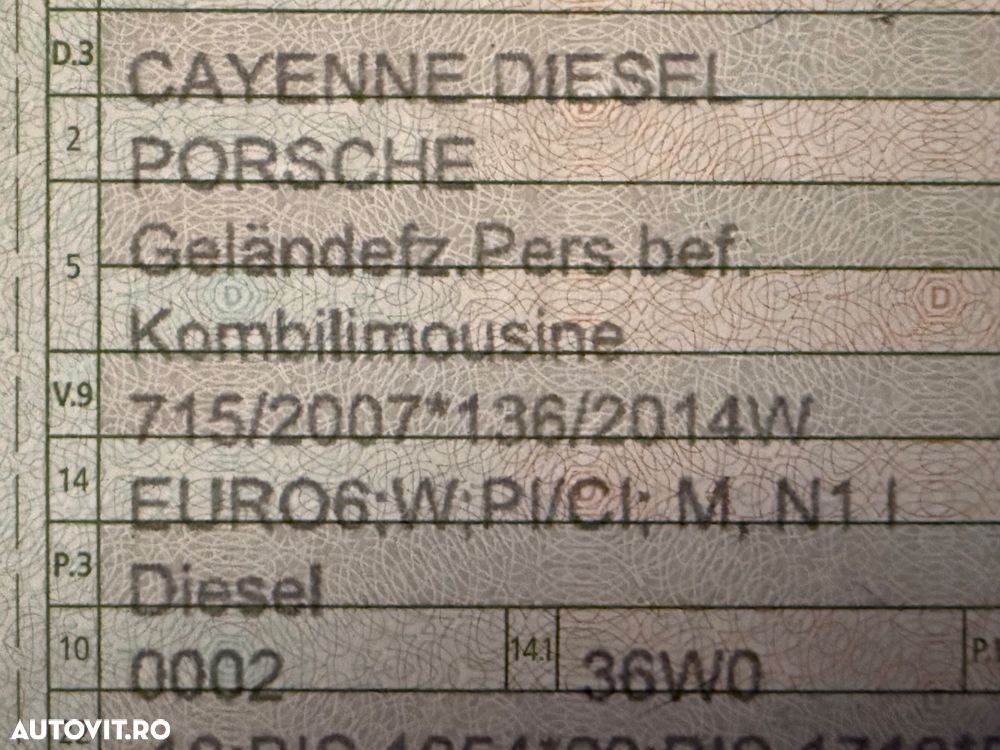 D.3 CAYENNE DIESEL
2 PORSCHE
Geländefz.Pers.bef.
5
Kombilimousine
V.9 715/2007*136/2014W
14 EURO6;W;PI/CI; M, N1 I
P.3 Diesel
10 0002 14.1 36W0
D
D
AUTOVIT.RO